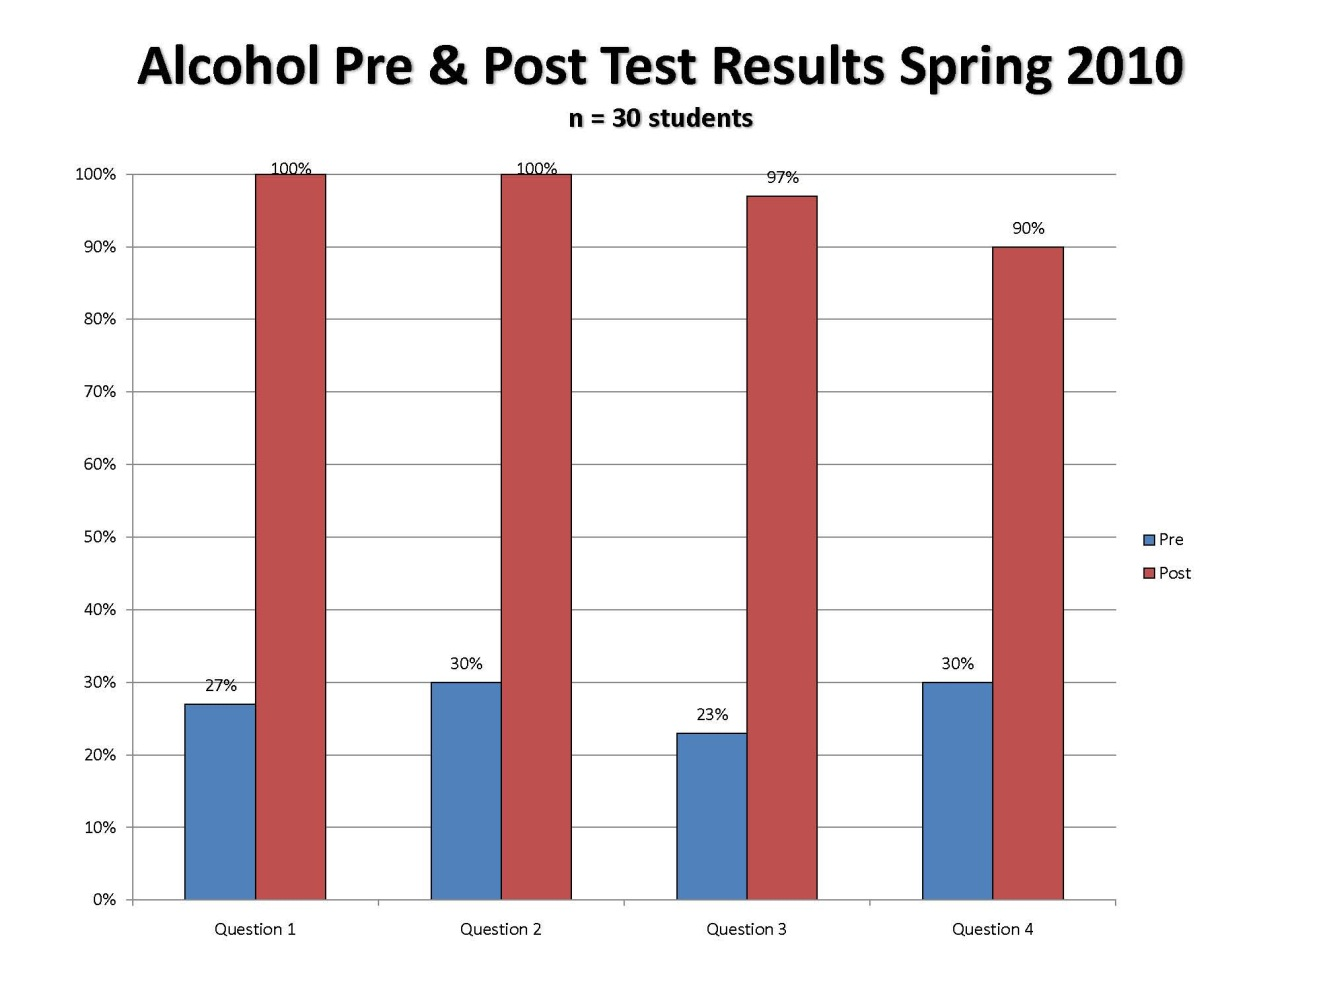 Alcohol Pre & Post Test Results Spring 2010
n = 30 students
100%
90%
80%
70%
60%
50%
40%
30%
20%
10%
0%
27%
100%
30%
100%
23%
97%
30%
90%
Question 1
Question 2
Question 3
Question 4
Pre
Post